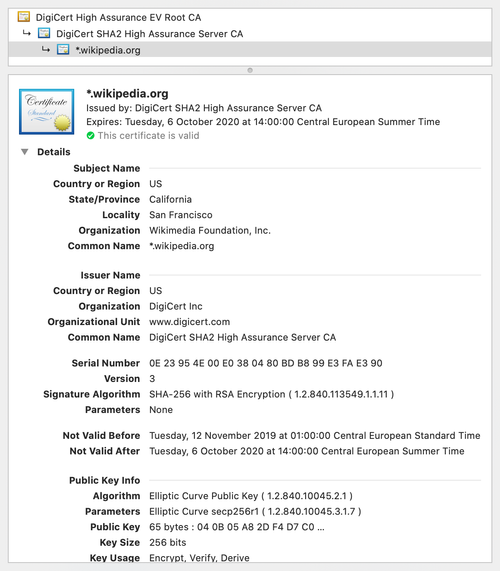 DigiCert High Assurance EV Root CA
↳ DigiCert SHA2 High Assurance Server CA
↳ *.wikipedia.org
Certificate
Standard
*.wikipedia.org
Issued by: DigiCert SHA2 High Assurance Server CA
Expires: Tuesday, 6 October 2020 at 14:00:00 Central European Summer Time
This certificate is valid
Details
Subject Name
Country or Region US
State/Province California
Locality San Francisco
Organization Wikimedia Foundation, Inc.
Common Name *.wikipedia.org
Issuer Name
Country or Region US
Organization DigiCert Inc
Organizational Unit www.digicert.com
Common Name DigiCert SHA2 High Assurance Server CA
Serial Number 0E 23 95 4E 00 E0 38 04 80 BD B8 99 E3 FA E3 90
Version 3
Signature Algorithm SHA-256 with RSA Encryption ( 1.2.840.113549.1.1.11 )
Parameters None
Not Valid Before Tuesday, 12 November 2019 at 01:00:00 Central European Standard Time
Not Valid After Tuesday, 6 October 2020 at 14:00:00 Central European Summer Time
Public Key Info
Algorithm Elliptic Curve Public Key ( 1.2.840.10045.2.1 )
Parameters Elliptic Curve secp256r1 ( 1.2.840.10045.3.1.7 )
Public Key 65 bytes : 04 0B 05 A8 2D F4 D7 C0 ...
Key Size 256 bits
Key Usage Encrypt, Verify, Derive